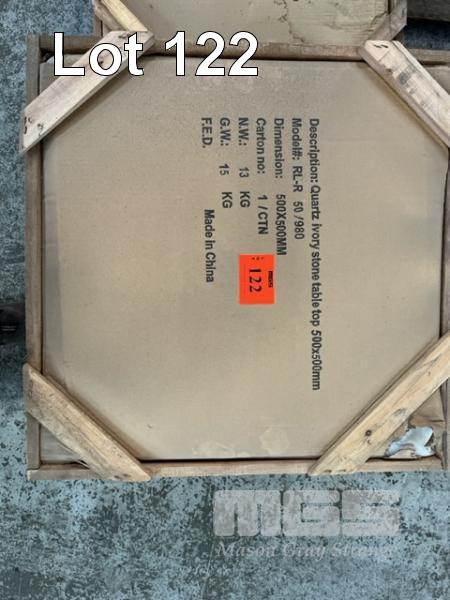 Lot 122
Description: Quartz ivory stone table top 500x500mm
Model#: RL-R 50/980
Dimension: 500X500MM
Carton no: 1/CTN
N.W.: 13 KG
G.W.: 15 KG
F.E.D. Made in China
MGS
122
MGS
Mason Gray Strange